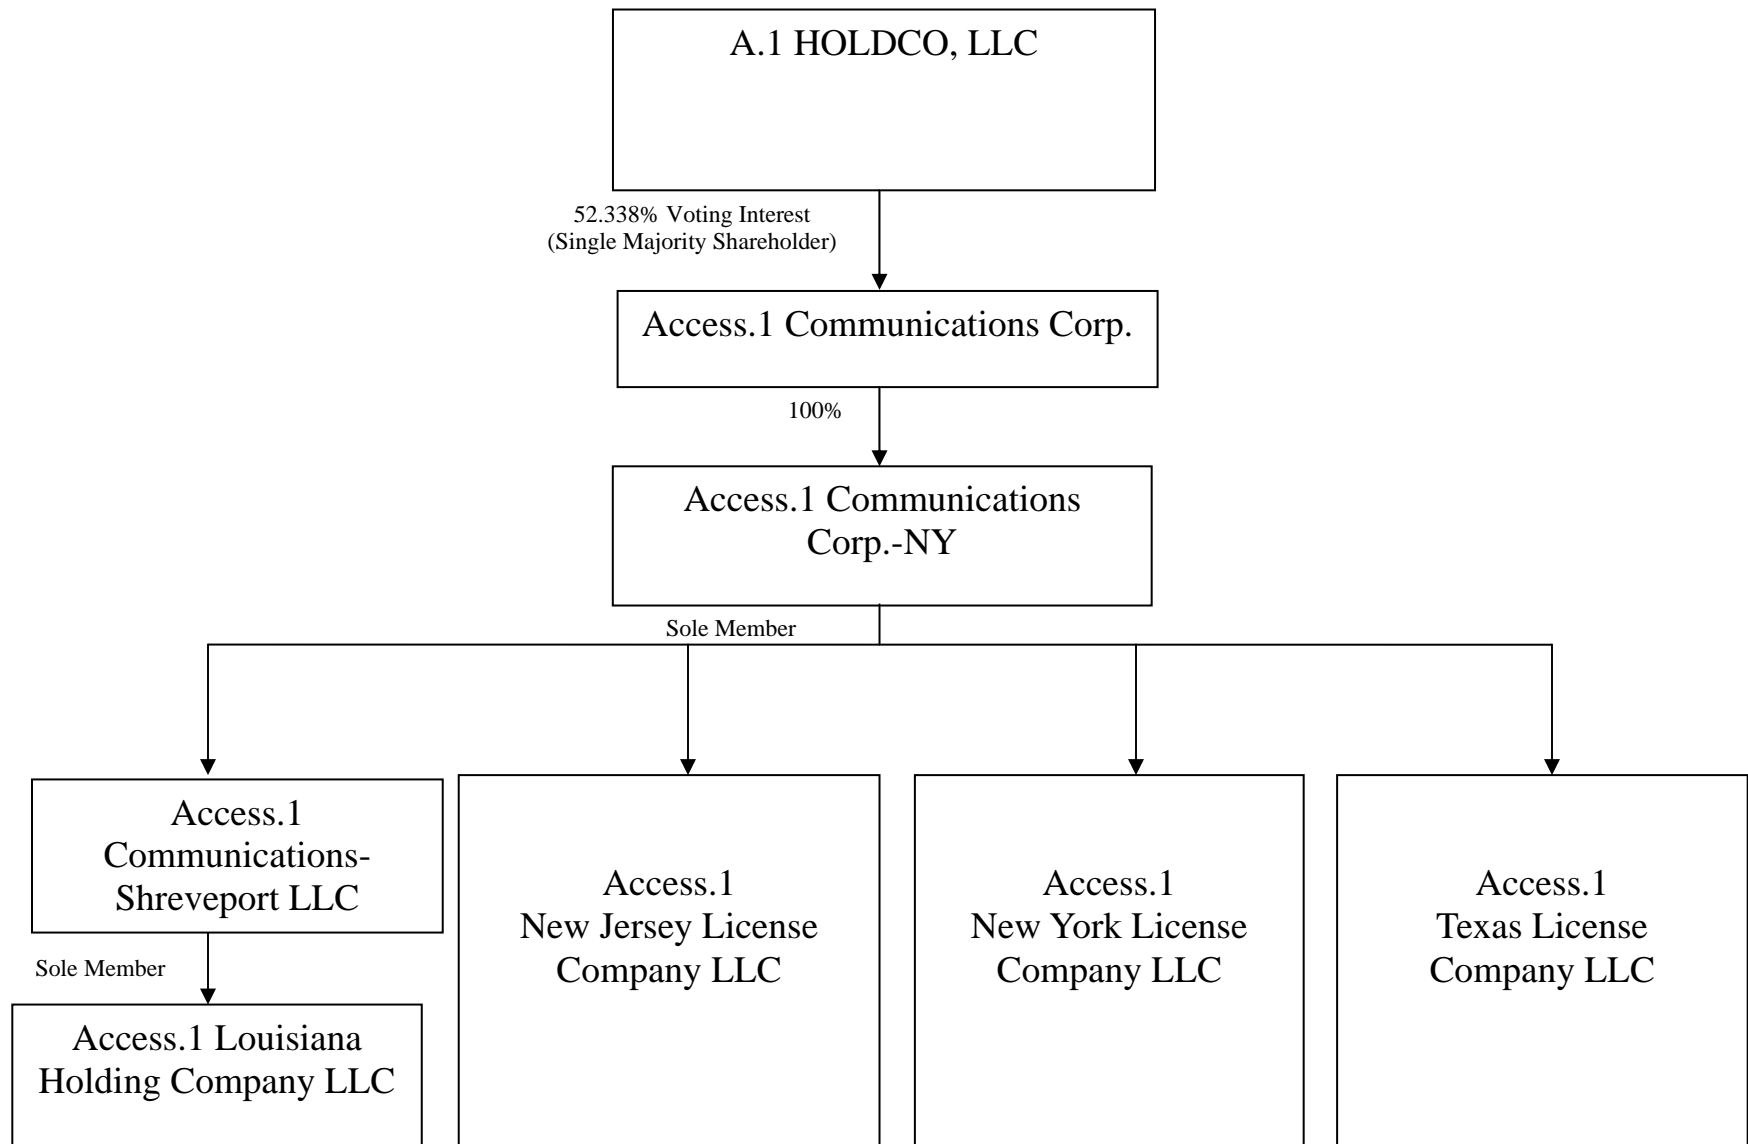 A.1 HOLDCO, LLC
52.338% Voting Interest
(Single Majority Shareholder)
Access.1 Communications Corp.
100%
Access.1 Communications
Corp.-NY
Sole Member
Access.1
Communications-
Shreveport LLC
Sole Member
Access.1 Louisiana
Holding Company LLC
Access.1
New Jersey License
Company LLC
Access.1
New York License
Company LLC
Access.1
Texas License
Company LLC